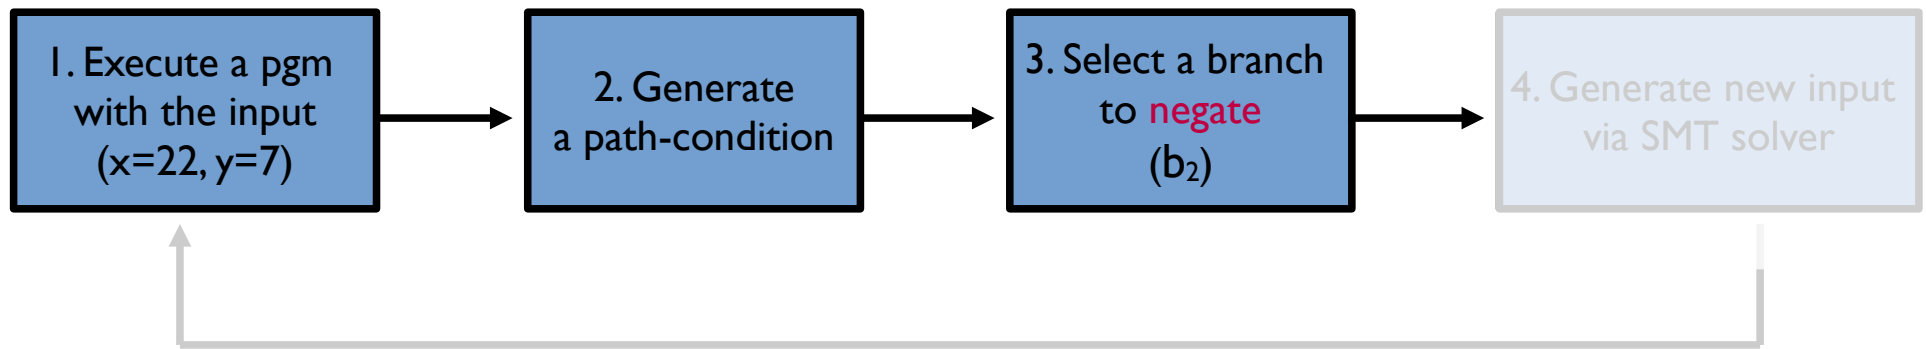 1. Execute a pgm
with the input
(x=22, y=7)
2. Generate
a path-condition
3. Select a branch
to negate
(b₂)
4. Generate new input
via SMT solver